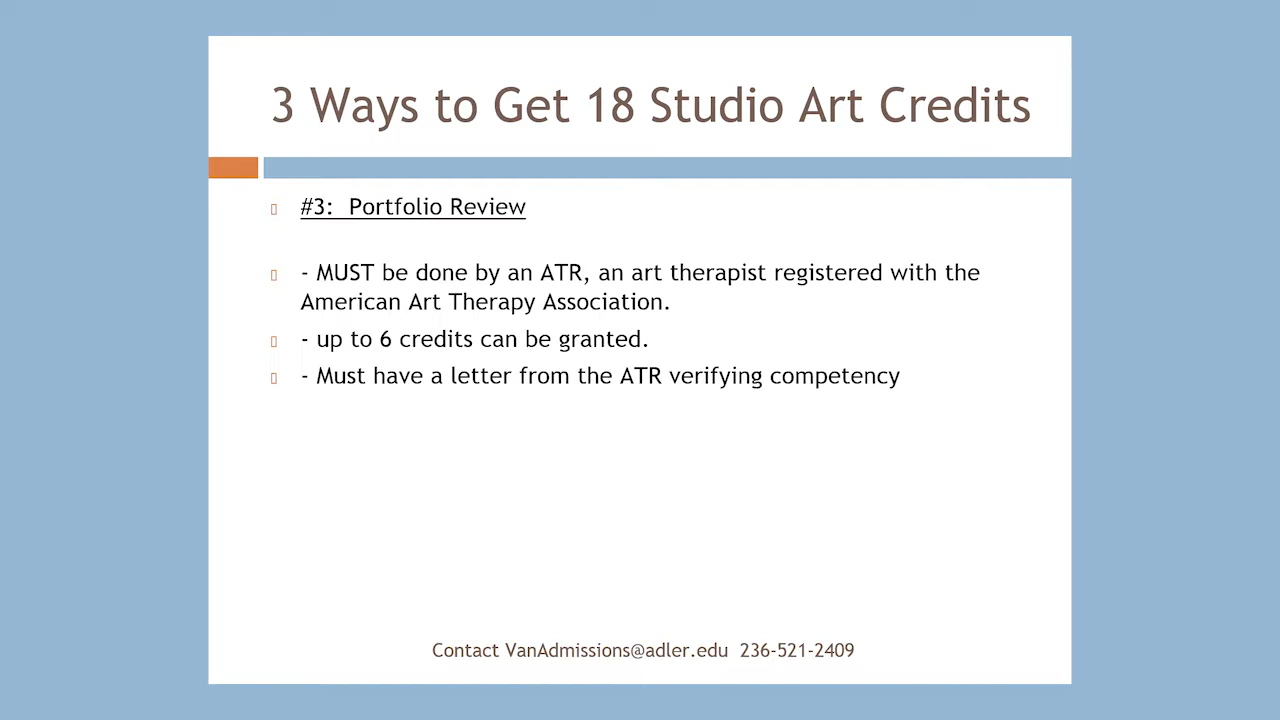 3 Ways to Get 18 Studio Art Credits
#3:  Portfolio Review
- MUST be done by an ATR, an art therapist registered with the
American Art Therapy Association.
- up to 6 credits can be granted.
- Must have a letter from the ATR verifying competency
Contact VanAdmissions@adler.edu  236-521-2409